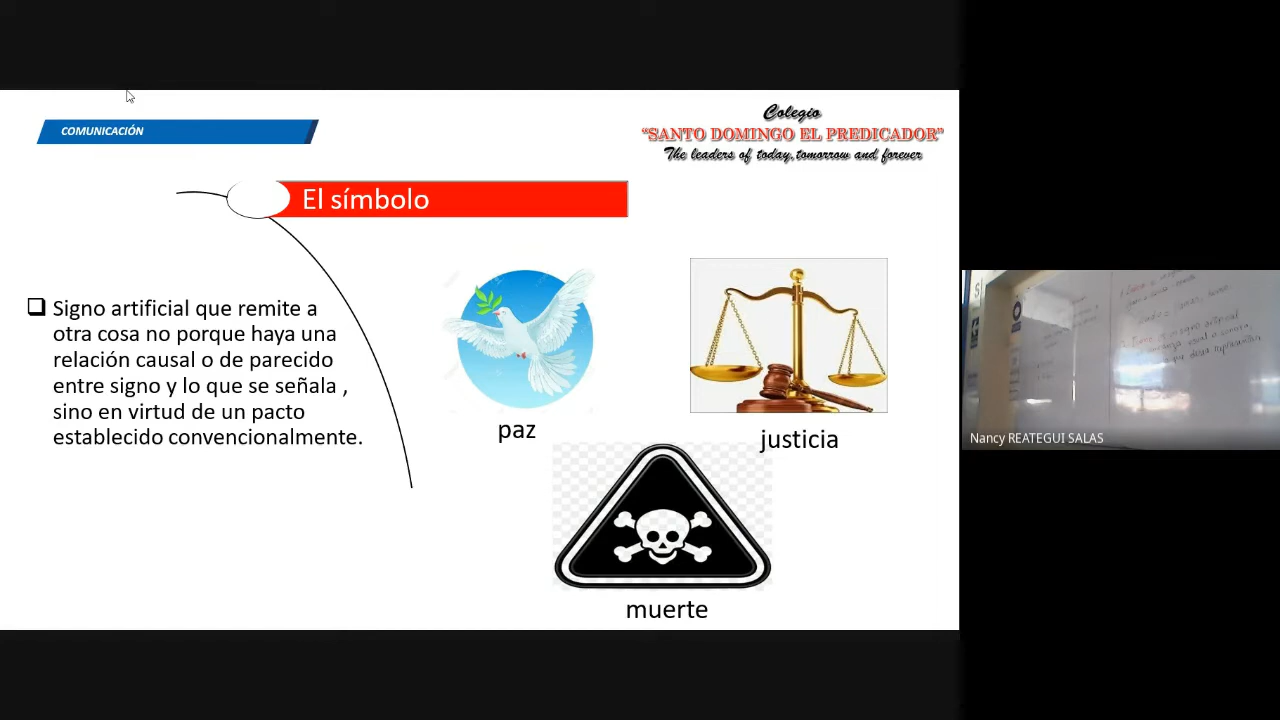 COMUNICACIÓN
Colegio
“SANTO DOMINGO EL PREDICADOR”
The leaders of today, tomorrow and forever
El símbolo
Signo artificial que remite a
otra cosa no porque haya una
relación causal o de parecido
entre signo y lo que se señala ,
sino en virtud de un pacto
establecido convencionalmente.
paz
justicia
muerte
signo artificial
Nancy REATEGUI SALAS